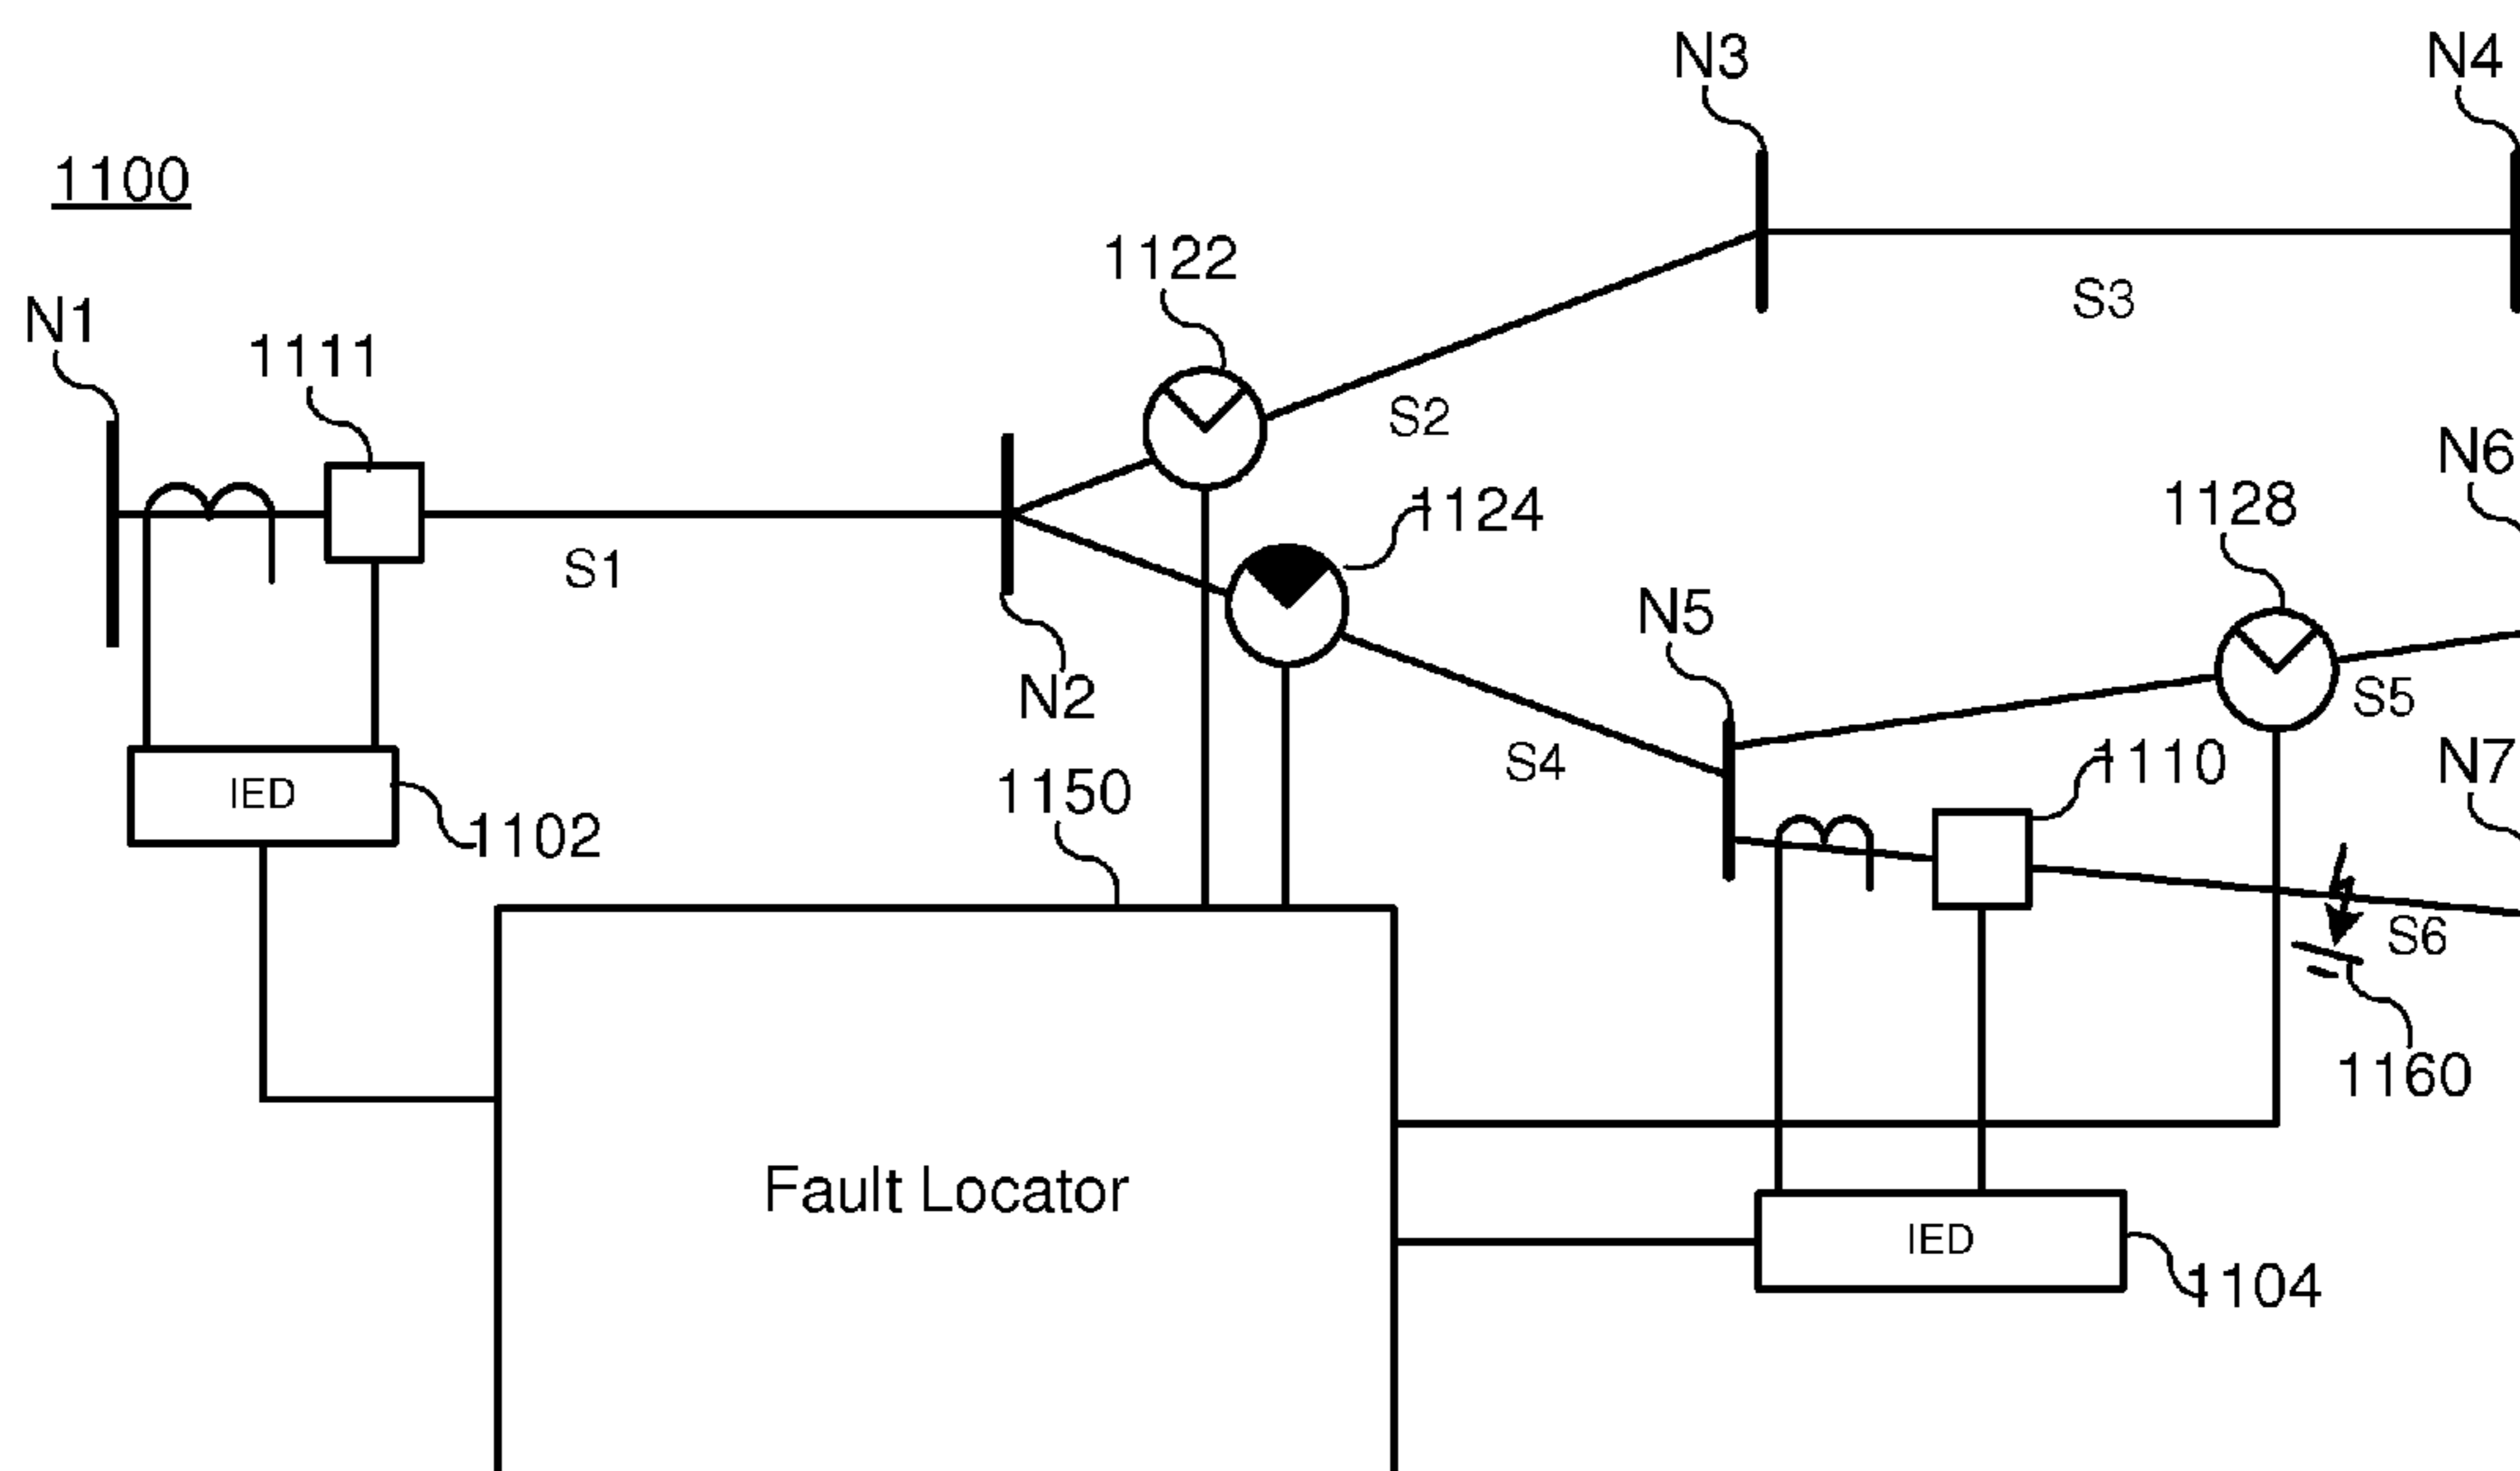 N3
N4
1100
1122
N1
1111
S3
S2
N6
1128
1124
S1
N5
N2
S5
1110
N7
S4
IED
1150
1102
S6
1160
Fault Locator
IED
1104